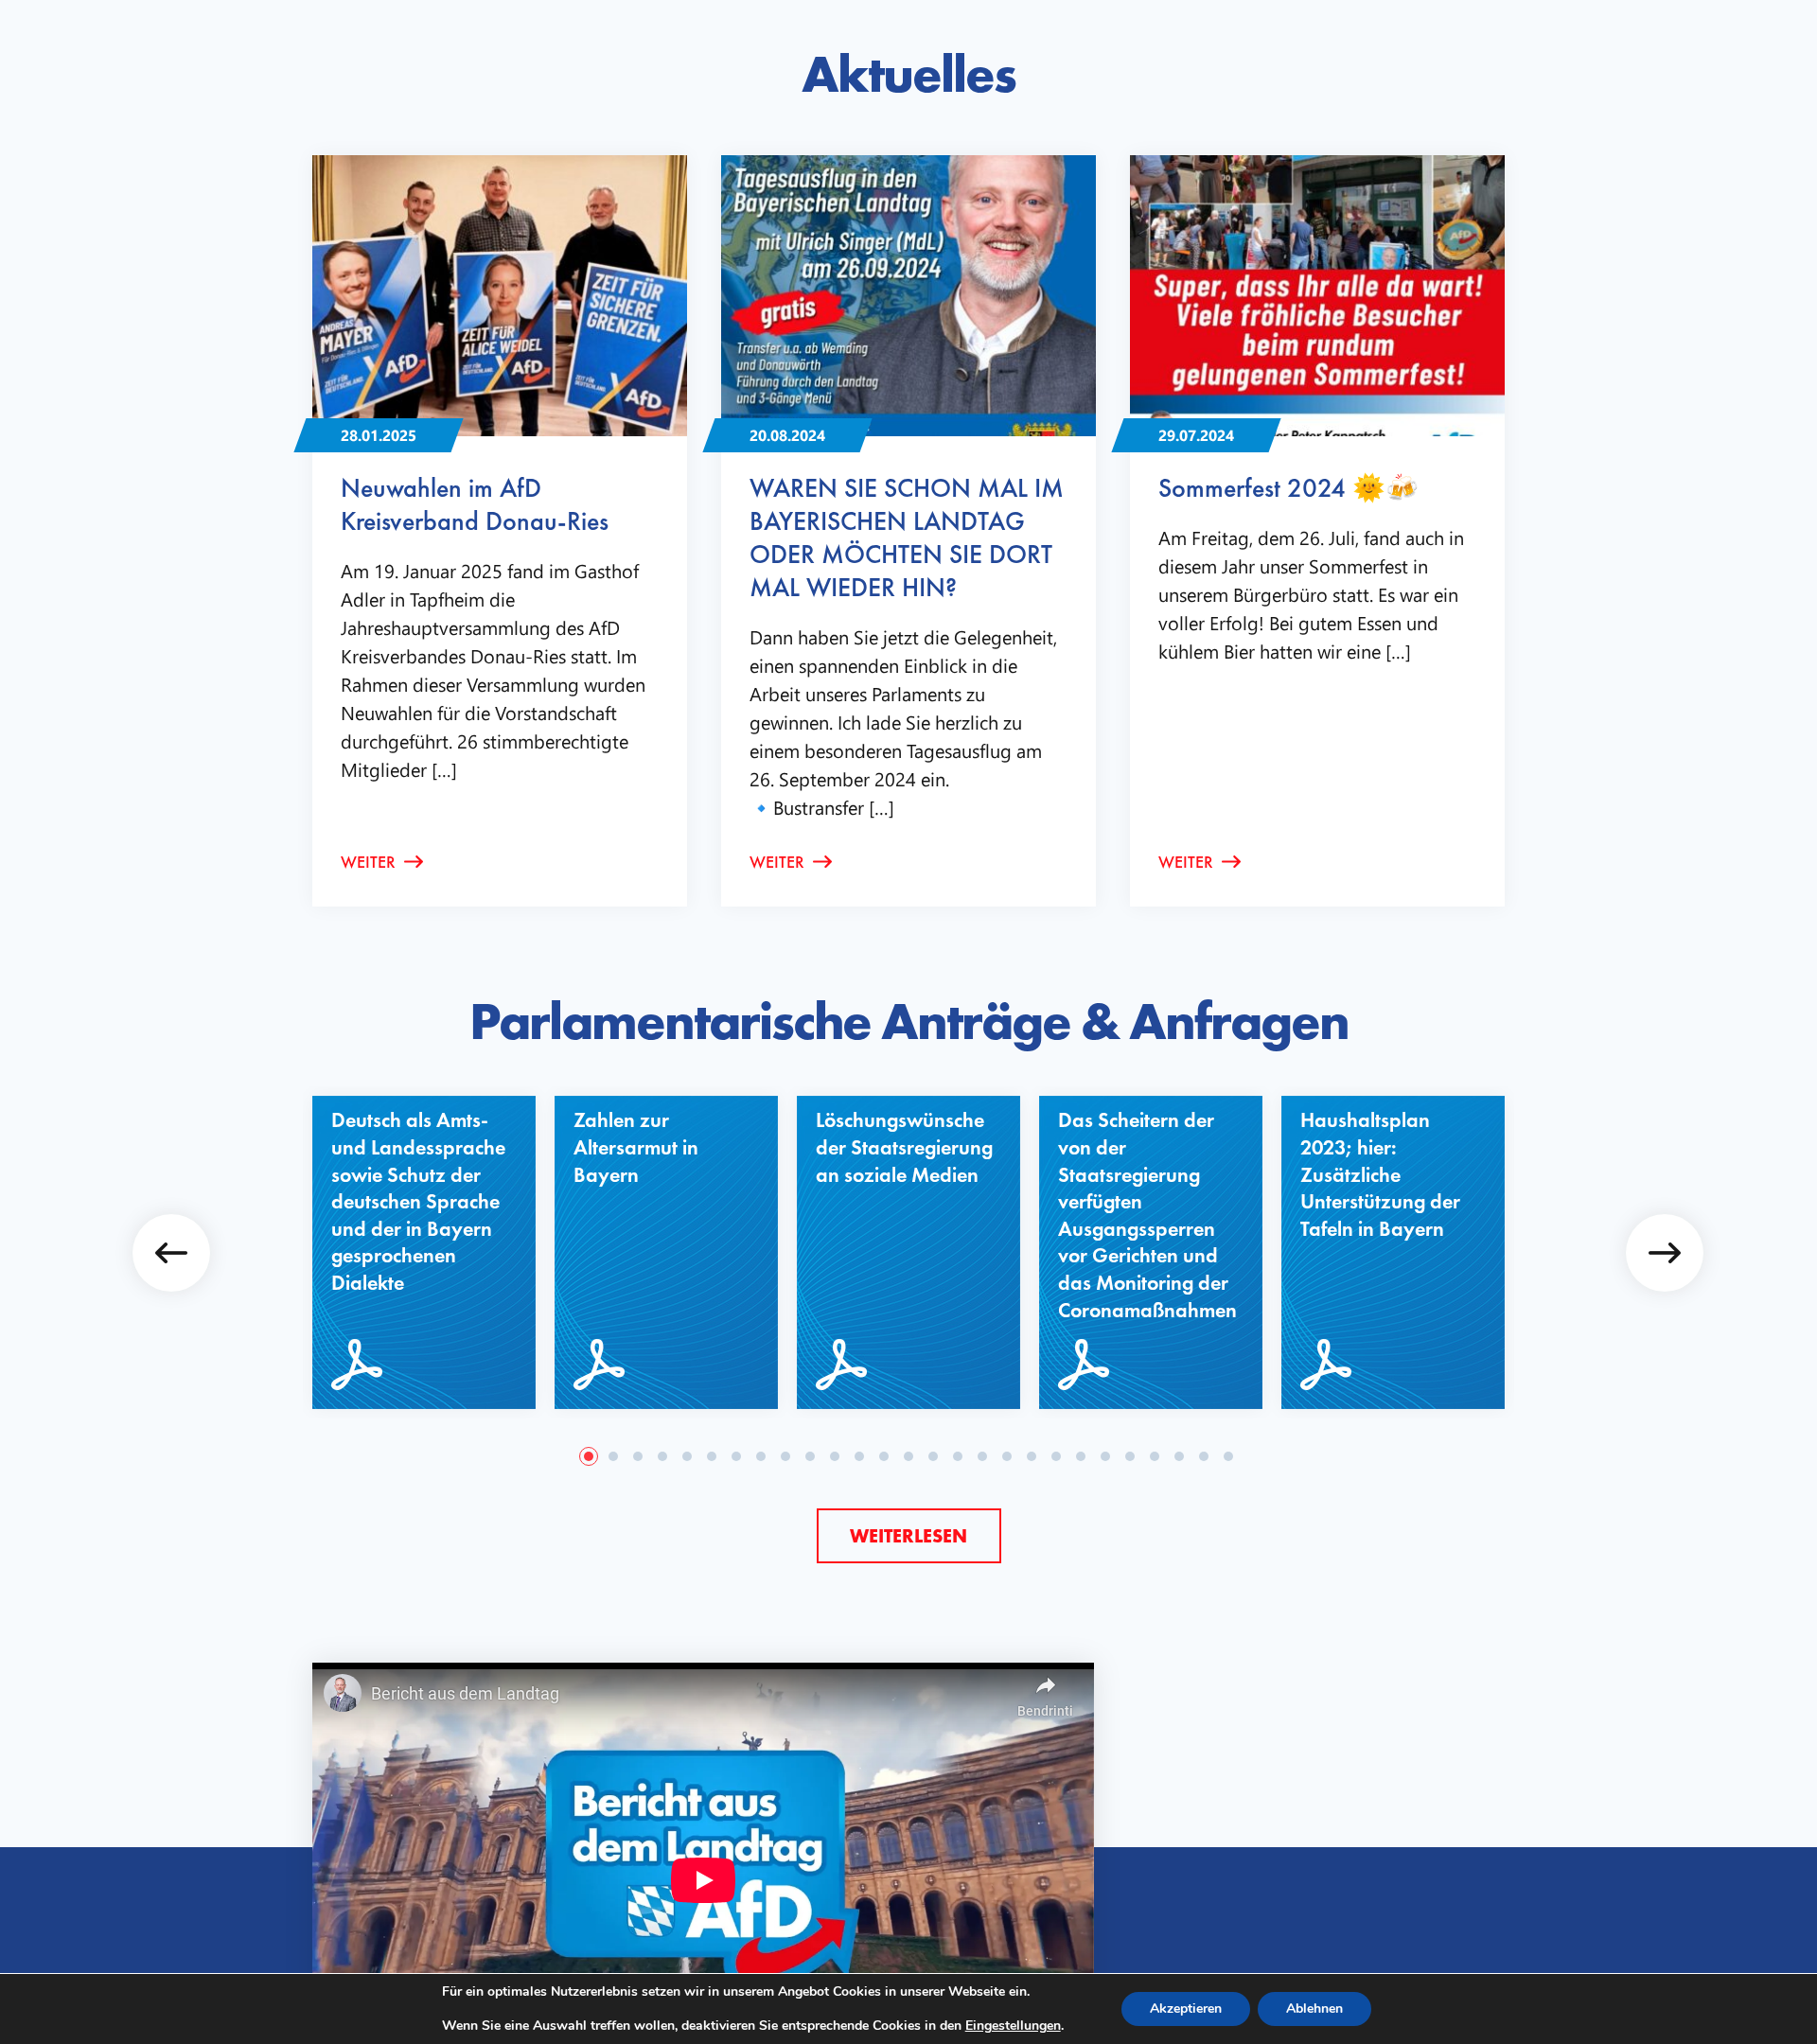 Aktuelles
ANDREAS
MAYER
Für Donau-Ries & Dillingen
ZEIT FÜR
DEUTSCHLAND.
AfD
ZEIT FÜR
ALICE WEIDEL
ZEIT FÜR
DEUTSCHLAND.
AfD
ZEIT FÜR
SICHERE
GRENZEN.
ZEIT FÜR
DEUTSCHLAND.
AfD
28.01.2025
Neuwahlen im AfD
Kreisverband Donau-Ries
Am 19. Januar 2025 fand im Gasthof
Adler in Tapfheim die
Jahreshauptversammlung des AfD
Kreisverbandes Donau-Ries statt. Im
Rahmen dieser Versammlung wurden
Neuwahlen für die Vorstandschaft
durchgeführt. 26 stimmberechtigte
Mitglieder [...]
WEITER
Tagesausflug in den
Bayerischen Landtag
mit Ulrich Singer (MdL)
am 26.09.2024
gratis
Transfer u.a. ab Wemding
und Donauwörth
Führung durch den Landtag
und 3-Gänge Menü
20.08.2024
WAREN SIE SCHON MAL IM
BAYERISCHEN LANDTAG
ODER MÖCHTEN SIE DORT
MAL WIEDER HIN?
Dann haben Sie jetzt die Gelegenheit,
einen spannenden Einblick in die
Arbeit unseres Parlaments zu
gewinnen. Ich lade Sie herzlich zu
einem besonderen Tagesausflug am
26. September 2024 ein.
🔹Bustransfer [...]
WEITER
AfD
Super, dass Ihr alle da wart!
Viele fröhliche Besucher
beim rundum
gelungenen Sommerfest!
29.07.2024
Sommerfest 2024 🌞🍻
Am Freitag, dem 26. Juli, fand auch in
diesem Jahr unser Sommerfest in
unserem Bürgerbüro statt. Es war ein
voller Erfolg! Bei gutem Essen und
kühlem Bier hatten wir eine [...]
WEITER
Parlamentarische Anträge & Anfragen
Deutsch als Amts-
und Landessprache
sowie Schutz der
deutschen Sprache
und der in Bayern
gesprochenen
Dialekte
Zahlen zur
Altersarmut in
Bayern
Löschungswünsche
der Staatsregierung
an soziale Medien
Das Scheitern der
von der
Staatsregierung
verfügten
Ausgangssperren
vor Gerichten und
das Monitoring der
Coronamaßnahmen
Haushaltsplan
2023; hier:
Zusätzliche
Unterstützung der
Tafeln in Bayern
WEITERLESEN
Bericht aus dem Landtag
Bendrinti
Bericht aus
dem Landtag
AfD
Für ein optimales Nutzererlebnis setzen wir in unserem Angebot Cookies in unserer Webseite ein.
Wenn Sie eine Auswahl treffen wollen, deaktivieren Sie entsprechende Cookies in den Eingestellungen.
Akzeptieren
Ablehnen